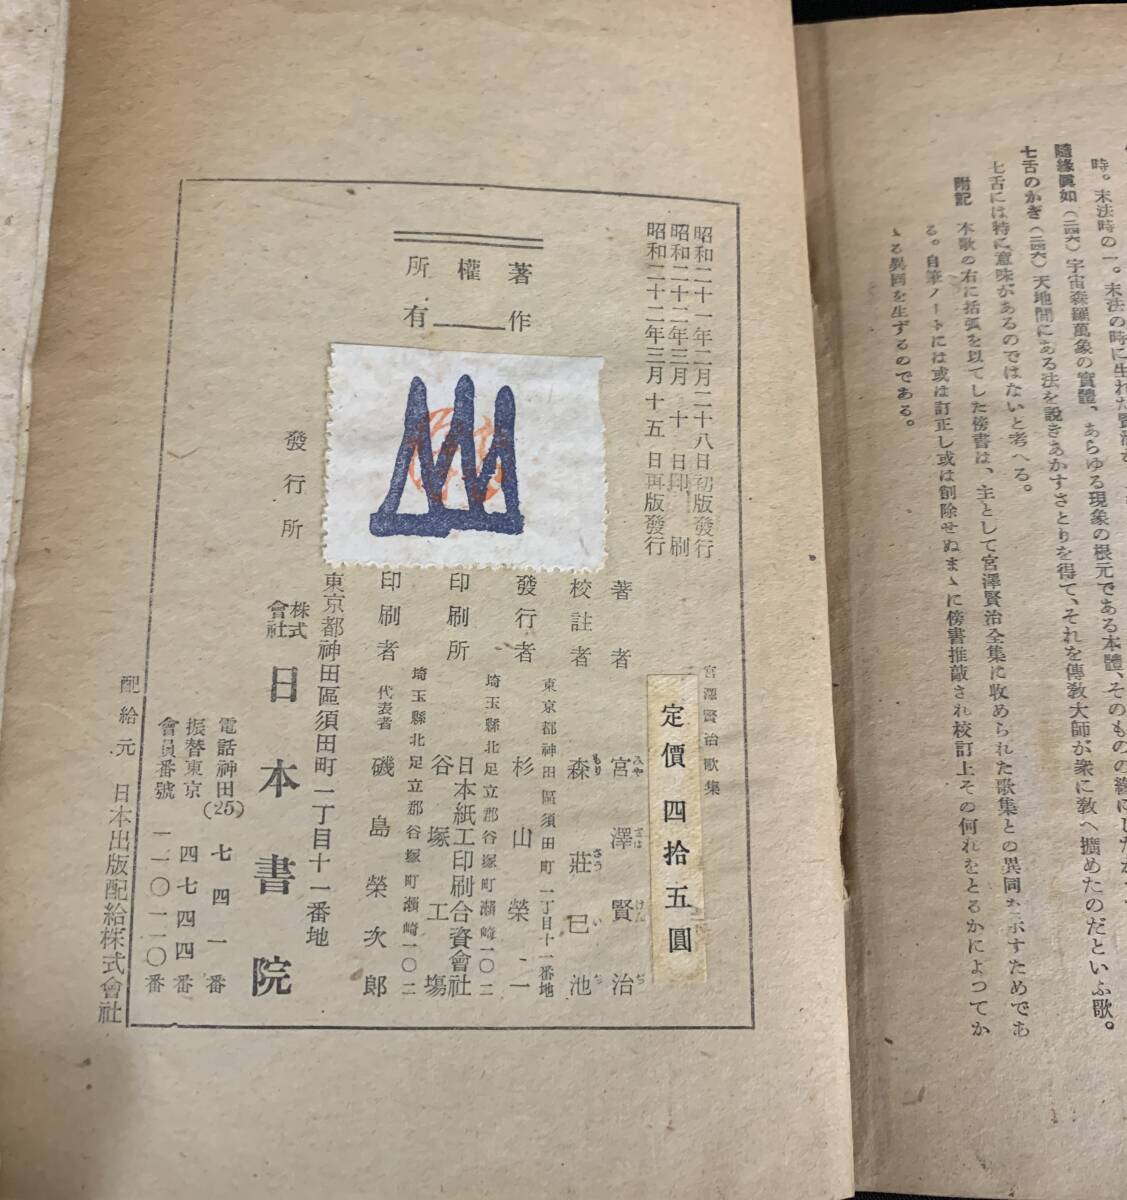 時。末法時の一。末法の時に生れた
隨緣眞如(二四六)宇宙森羅萬象の實體、あらゆる現象の根元である本體、そのものの緣に
七舌のかぎ(二四六)天地間にある法を說きあかすさとりを得て、それを傳敎大師が衆に敎へ擴めたのだといふ歌。
七舌には特に意味があるのではないと考へる。
附記 本歌の右に括弧を以てした傍書は、主として宮澤賢治全集に收められた歌集との異同を示すためであ
る。自筆ノートには或は訂正し或は削除せぬまゝに傍書推敲され校訂上その何れをとるかによつてか
ゝる異同を生ずるのである。
昭和二十一年二月二十八日初版發行
昭和二十二年三月十日印刷
昭和二十二年三月十五日再版發行
著作
權
所有
宮澤賢治歌集
定價四拾五圓
著者 宮澤賢治
みや ざは けん ぢ
校註者 森莊已池
もり さう い ち
東京都神田區須田町一丁目十一番地
發行者 杉山榮二
埼玉縣北足立郡谷塚町瀨崎一〇二
印刷所 日本紙工印刷合資會社
谷塚工場
埼玉縣北足立郡谷塚町瀨崎一〇二
印刷者 代表者 磯島榮次郎
東京都神田區須田町一丁目十一番地
發行所 株式會社 日本書院
電話神田(25)七四一番
振替東京四七四四番
會員番號一二〇一一〇番
配給元 日本出版配給株式會社